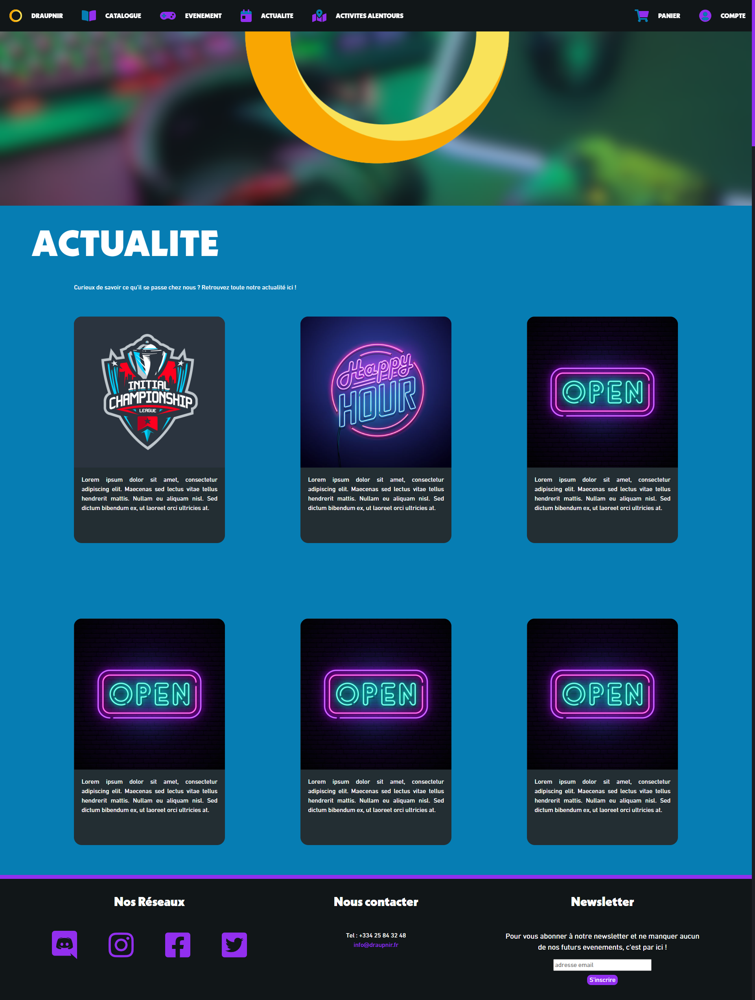 DRAUPNIR CATALOGUE EVENEMENT ACTUALITE ACTIVITES ALENTOURS PANIER COMPTE
ACTUALITE
Curieux de savoir ce qu'il se passe chez nous ? Retrouvez toute notre actualité ici !
INITIAL
CHAMPIONSHIP
LEAGUE
Lorem ipsum dolor sit amet, consectetur
adipiscing elit. Maecenas sed lectus vitae tellus
hendrerit mattis. Nullam eu aliquam nisl. Sed
dictum bibendum ex, ut laoreet orci ultricies at.
Happy
HOUR
Lorem ipsum dolor sit amet, consectetur
adipiscing elit. Maecenas sed lectus vitae tellus
hendrerit mattis. Nullam eu aliquam nisl. Sed
dictum bibendum ex, ut laoreet orci ultricies at.
OPEN
Lorem ipsum dolor sit amet, consectetur
adipiscing elit. Maecenas sed lectus vitae tellus
hendrerit mattis. Nullam eu aliquam nisl. Sed
dictum bibendum ex, ut laoreet orci ultricies at.
OPEN
Lorem ipsum dolor sit amet, consectetur
adipiscing elit. Maecenas sed lectus vitae tellus
hendrerit mattis. Nullam eu aliquam nisl. Sed
dictum bibendum ex, ut laoreet orci ultricies at.
OPEN
Lorem ipsum dolor sit amet, consectetur
adipiscing elit. Maecenas sed lectus vitae tellus
hendrerit mattis. Nullam eu aliquam nisl. Sed
dictum bibendum ex, ut laoreet orci ultricies at.
OPEN
Lorem ipsum dolor sit amet, consectetur
adipiscing elit. Maecenas sed lectus vitae tellus
hendrerit mattis. Nullam eu aliquam nisl. Sed
dictum bibendum ex, ut laoreet orci ultricies at.
Nos Réseaux
Nous contacter
Tel : +334 25 84 32 48
info@draupnir.fr
Newsletter
Pour vous abonner à notre newsletter et ne manquer aucun
de nos futurs evenements, c'est par ici !
adresse email
S'inscrire